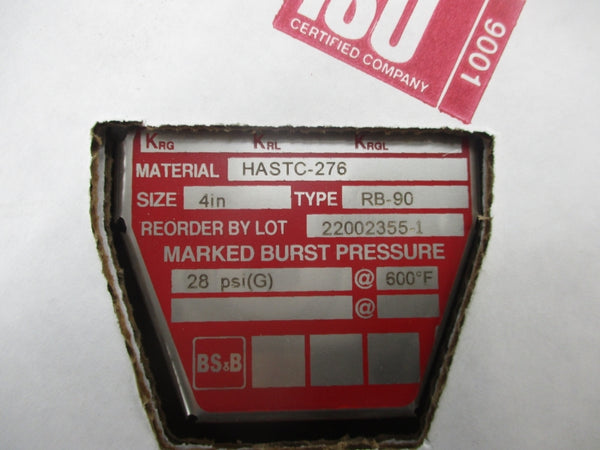 ISO
9001
CERTIFIED COMPANY
KRG KRL KRGL
MATERIAL HASTC-276
SIZE 4in TYPE RB-90
REORDER BY LOT 22002355-1
MARKED BURST PRESSURE
28 psi(G) @ 600°F
@
BS&B